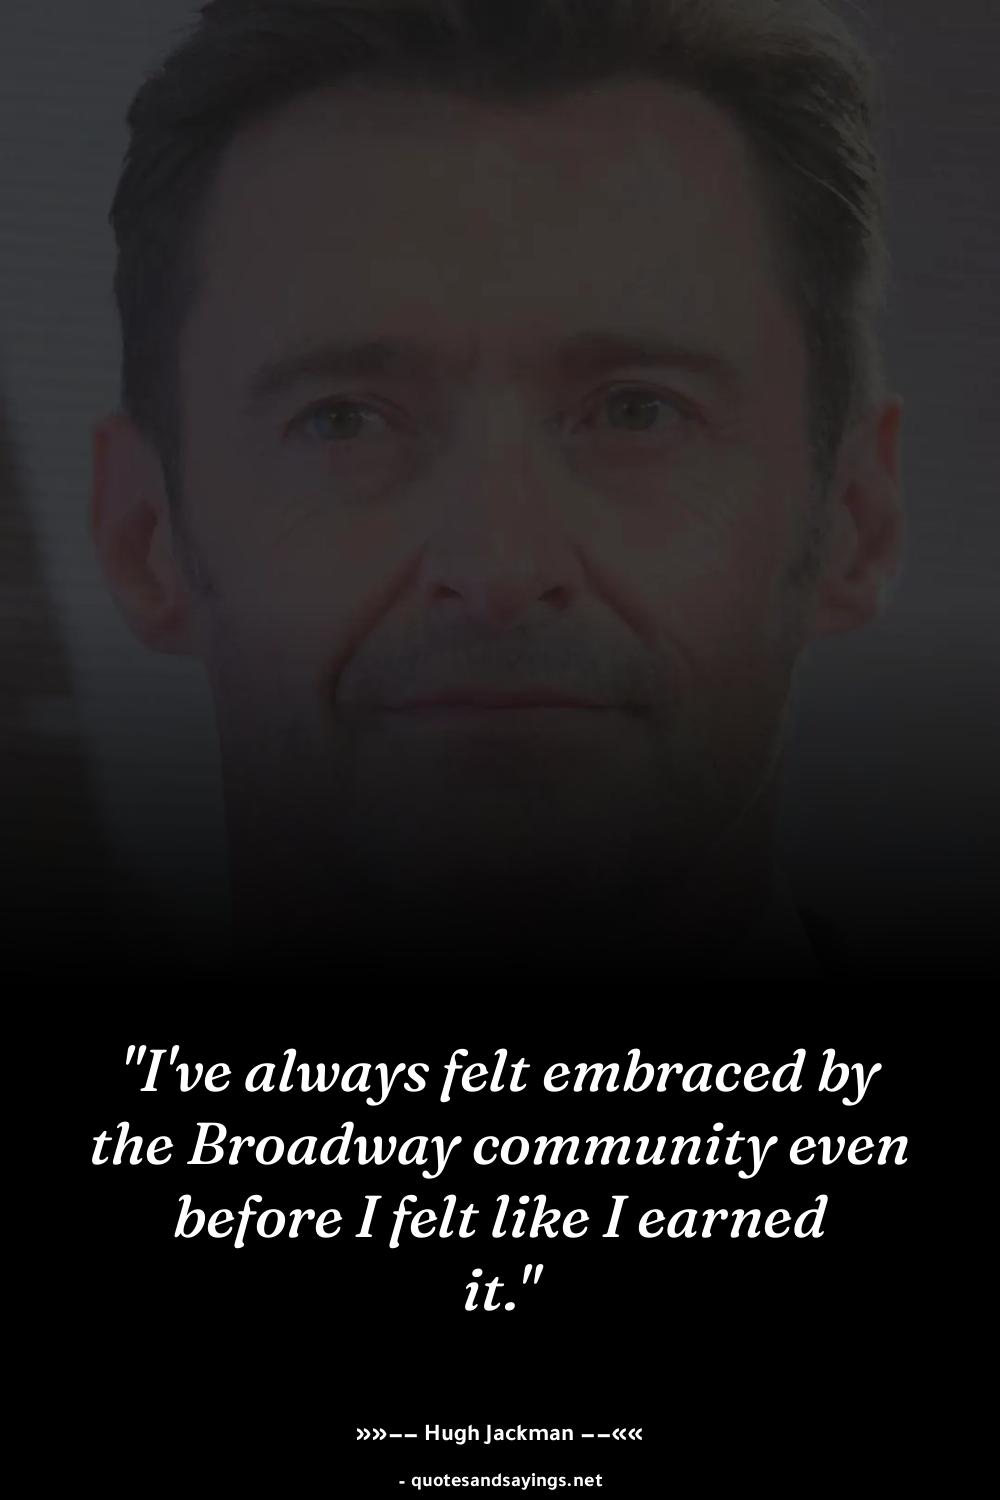 "I've always felt embraced by
the Broadway community even
before I felt like I earned
it."
»»–– Hugh Jackman ––««
- quotesandsayings.net